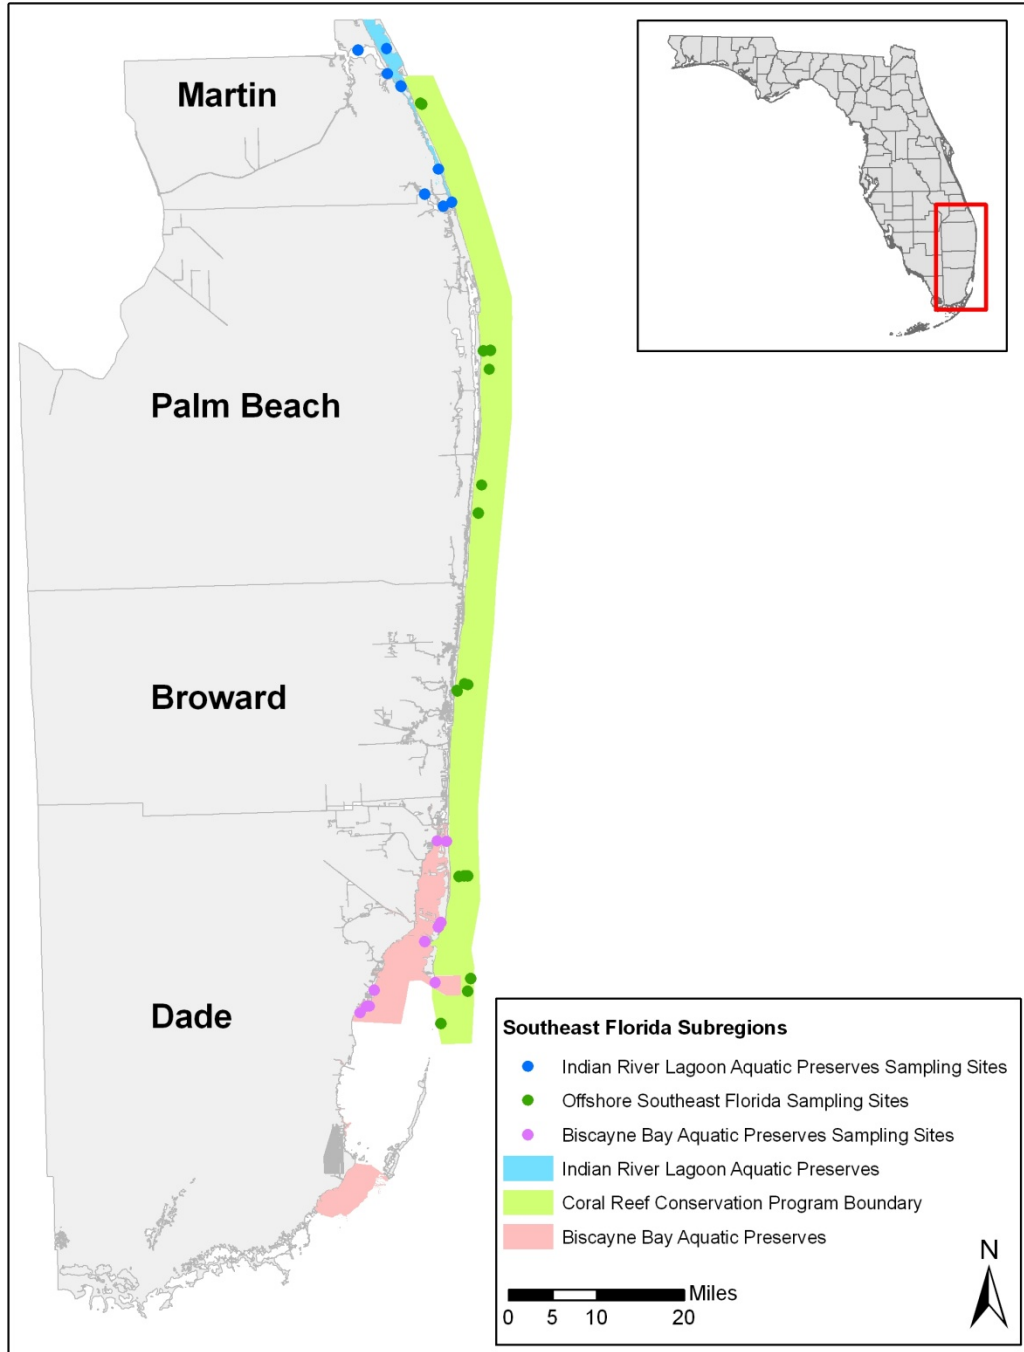 Martin
Palm Beach
Broward
Dade
Southeast Florida Subregions
Indian River Lagoon Aquatic Preserves Sampling Sites
Offshore Southeast Florida Sampling Sites
Biscayne Bay Aquatic Preserves Sampling Sites
Indian River Lagoon Aquatic Preserves
Coral Reef Conservation Program Boundary
Biscayne Bay Aquatic Preserves
Miles
0 5 10 20
N